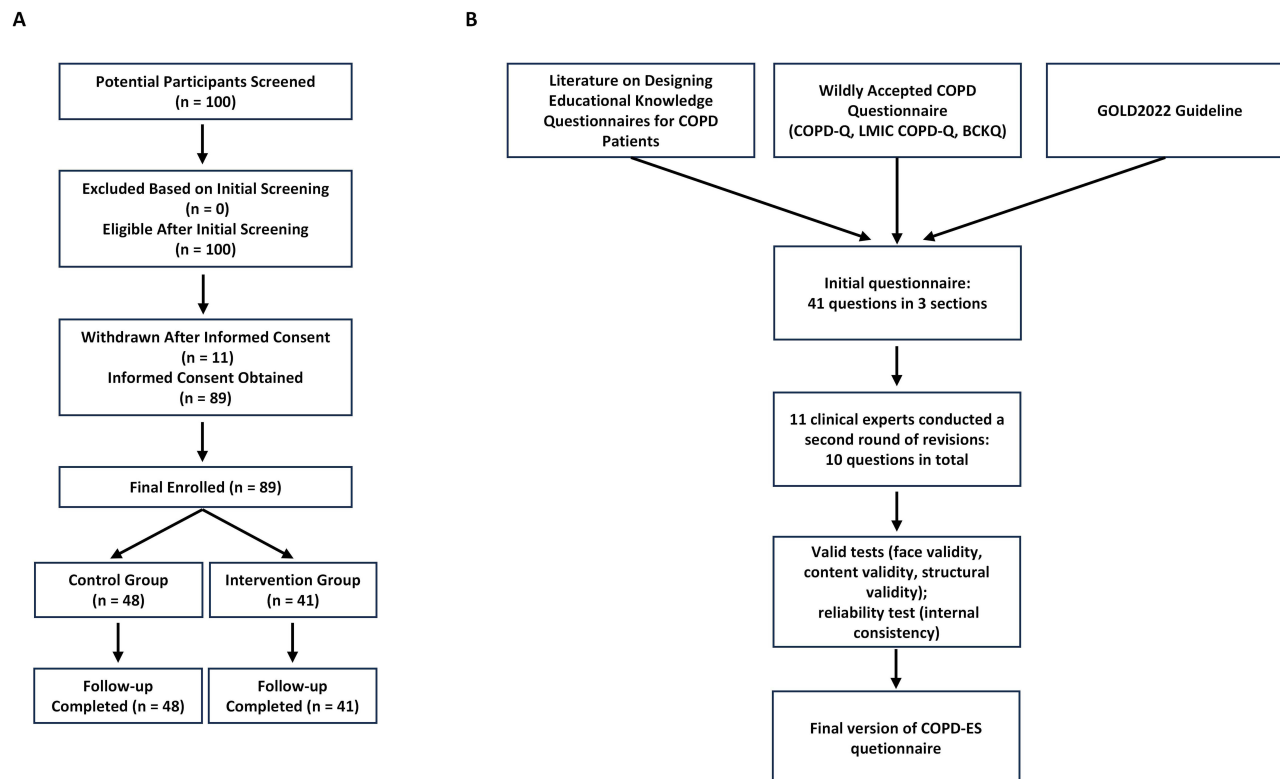 A
Potential Participants Screened
(n = 100)
Excluded Based on Initial Screening
(n = 0)
Eligible After Initial Screening
(n = 100)
Withdrawn After Informed Consent
(n = 11)
Informed Consent Obtained
(n = 89)
Final Enrolled (n = 89)
Control Group
(n = 48)
Intervention Group
(n = 41)
Follow-up
Completed (n = 48)
Follow-up
Completed (n = 41)
B
Literature on Designing
Educational Knowledge
Questionnaires for COPD
Patients
Wildly Accepted COPD
Questionnaire
(COPD-Q, LMIC COPD-Q, BCKQ)
GOLD2022 Guideline
Initial questionnaire:
41 questions in 3 sections
11 clinical experts conducted a
second round of revisions:
10 questions in total
Valid tests (face validity,
content validity, structural
validity);
reliability test (internal
consistency)
Final version of COPD-ES
quetionnaire